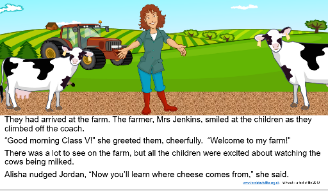 They had arrived at the farm. The farmer, Mrs Jenkins, smiled at the children as they
climbed off the coach.
"Good morning Class VI" she greeted them, cheerfully. "Welcome to my farm!"
There was a lot to see on the farm, but all the children were excited about watching the
cows being milked.
Alisha nudged Jordan, "Now you'll learn where cheese comes from," she said.